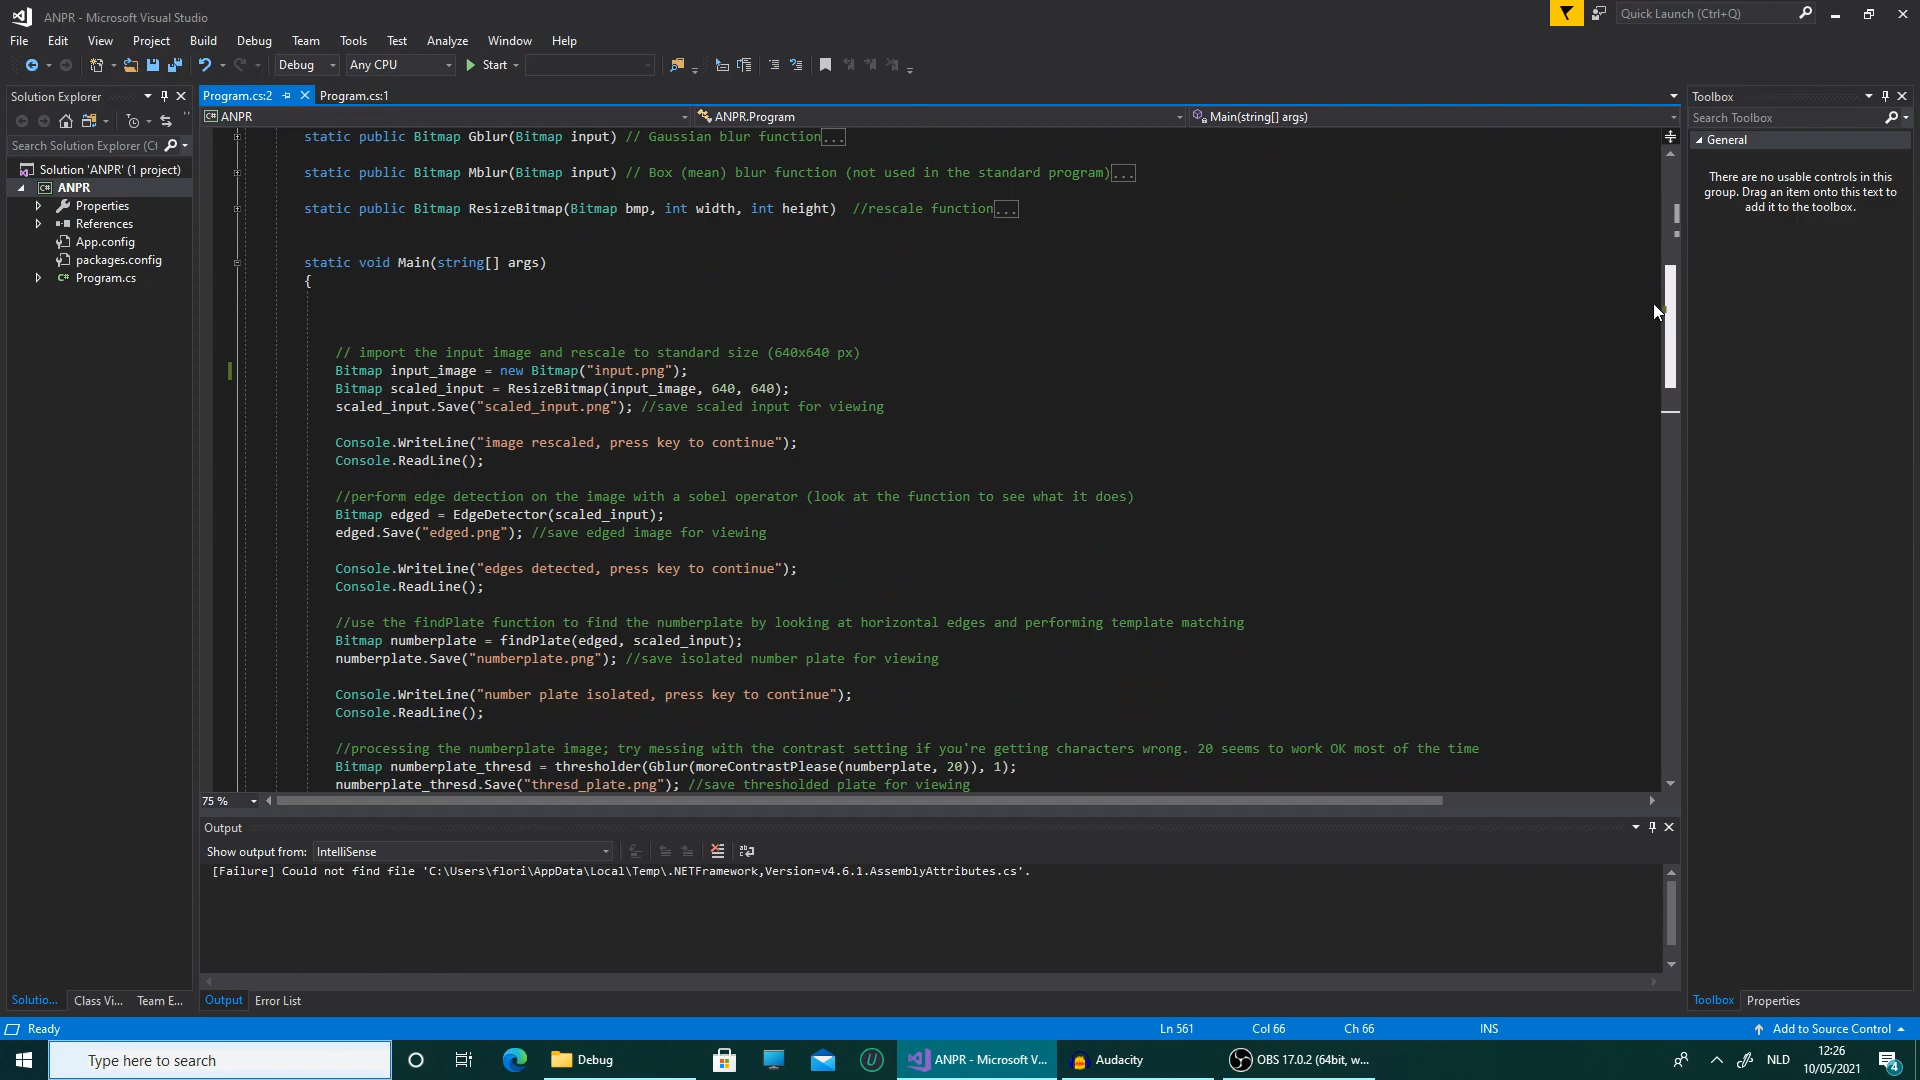 ANPR - Microsoft Visual Studio
Quick Launch (Ctrl+Q)
File Edit View Project Build Debug Team Tools Test Analyze Window Help
Debug Any CPU Start
Solution Explorer
Program.cs:2 Program.cs:1
Toolbox
ANPR ANPR.Program Main(string[] args)
Search Toolbox
Search Solution Explorer (Ct
General
Solution 'ANPR' (1 project)
ANPR
Properties
References
App.config
packages.config
Program.cs
There are no usable controls in this
group. Drag an item onto this text to
add it to the toolbox.
static public Bitmap Gblur(Bitmap input) // Gaussian blur function...
static public Bitmap Mblur(Bitmap input) // Box (mean) blur function (not used in the standard program)...
static public Bitmap ResizeBitmap(Bitmap bmp, int width, int height)  //rescale function...
static void Main(string[] args)
{
// import the input image and rescale to standard size (640x640 px)
Bitmap input_image = new Bitmap("input.png");
Bitmap scaled_input = ResizeBitmap(input_image, 640, 640);
scaled_input.Save("scaled_input.png"); //save scaled input for viewing
Console.WriteLine("image rescaled, press key to continue");
Console.ReadLine();
//perform edge detection on the image with a sobel operator (look at the function to see what it does)
Bitmap edged = EdgeDetector(scaled_input);
edged.Save("edged.png"); //save edged image for viewing
Console.WriteLine("edges detected, press key to continue");
Console.ReadLine();
//use the findPlate function to find the numberplate by looking at horizontal edges and performing template matching
Bitmap numberplate = findPlate(edged, scaled_input);
numberplate.Save("numberplate.png"); //save isolated number plate for viewing
Console.WriteLine("number plate isolated, press key to continue");
Console.ReadLine();
//processing the numberplate image; try messing with the contrast setting if you're getting characters wrong. 20 seems to work OK most of the time
Bitmap numberplate_thresd = thresholder(Gblur(moreContrastPlease(numberplate, 20)), 1);
numberplate_thresd.Save("thresd_plate.png"); //save thresholded plate for viewing
75 %
Output
Show output from: IntelliSense
[Failure] Could not find file 'C:\Users\flori\AppData\Local\Temp\.NETFramework,Version=v4.6.1.AssemblyAttributes.cs'.
Solutio... Class Vi... Team E... Output Error List Toolbox Properties
Ready Ln 561 Col 66 Ch 66 INS Add to Source Control
Type here to search Debug ANPR - Microsoft V... Audacity OBS 17.0.2 (64bit, w... NLD
12:26
10/05/2021
4